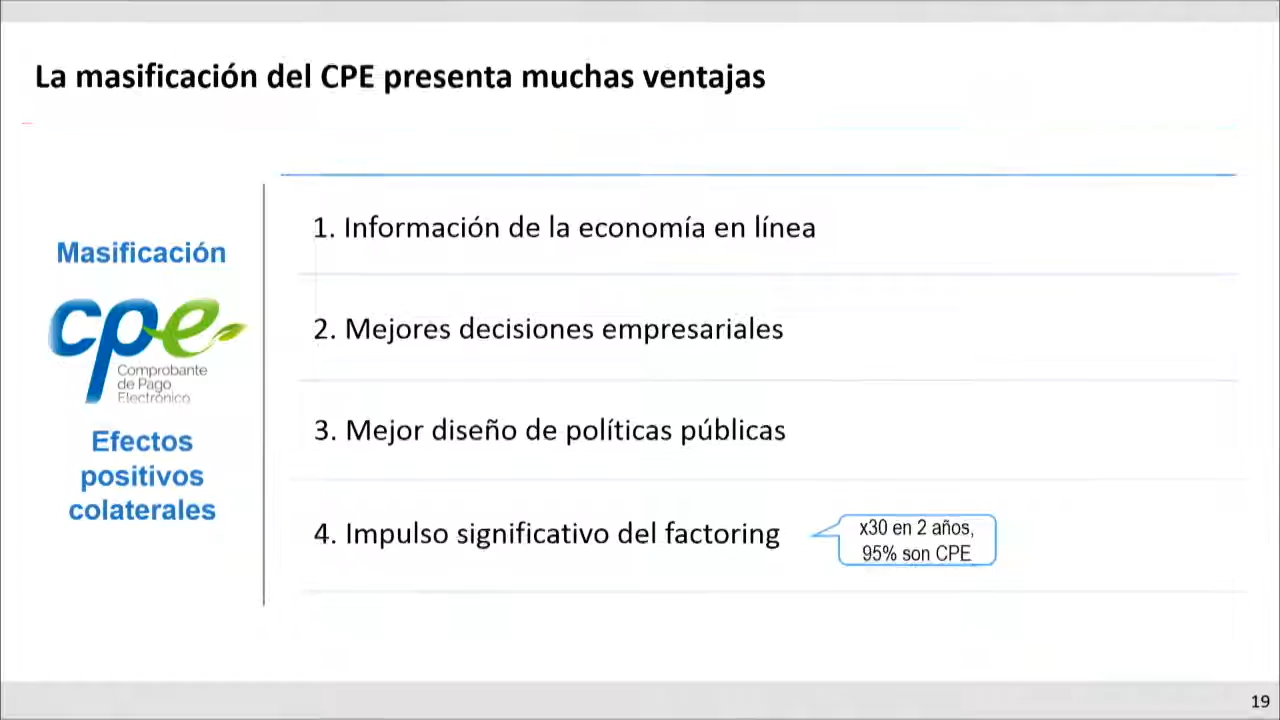 La masificación del CPE presenta muchas ventajas
Masificación
cpe
Comprobante
de Pago
Electrónico
Efectos
positivos
colaterales
1. Información de la economía en línea
2. Mejores decisiones empresariales
3. Mejor diseño de políticas públicas
4. Impulso significativo del factoring
x30 en 2 años,
95% son CPE
19